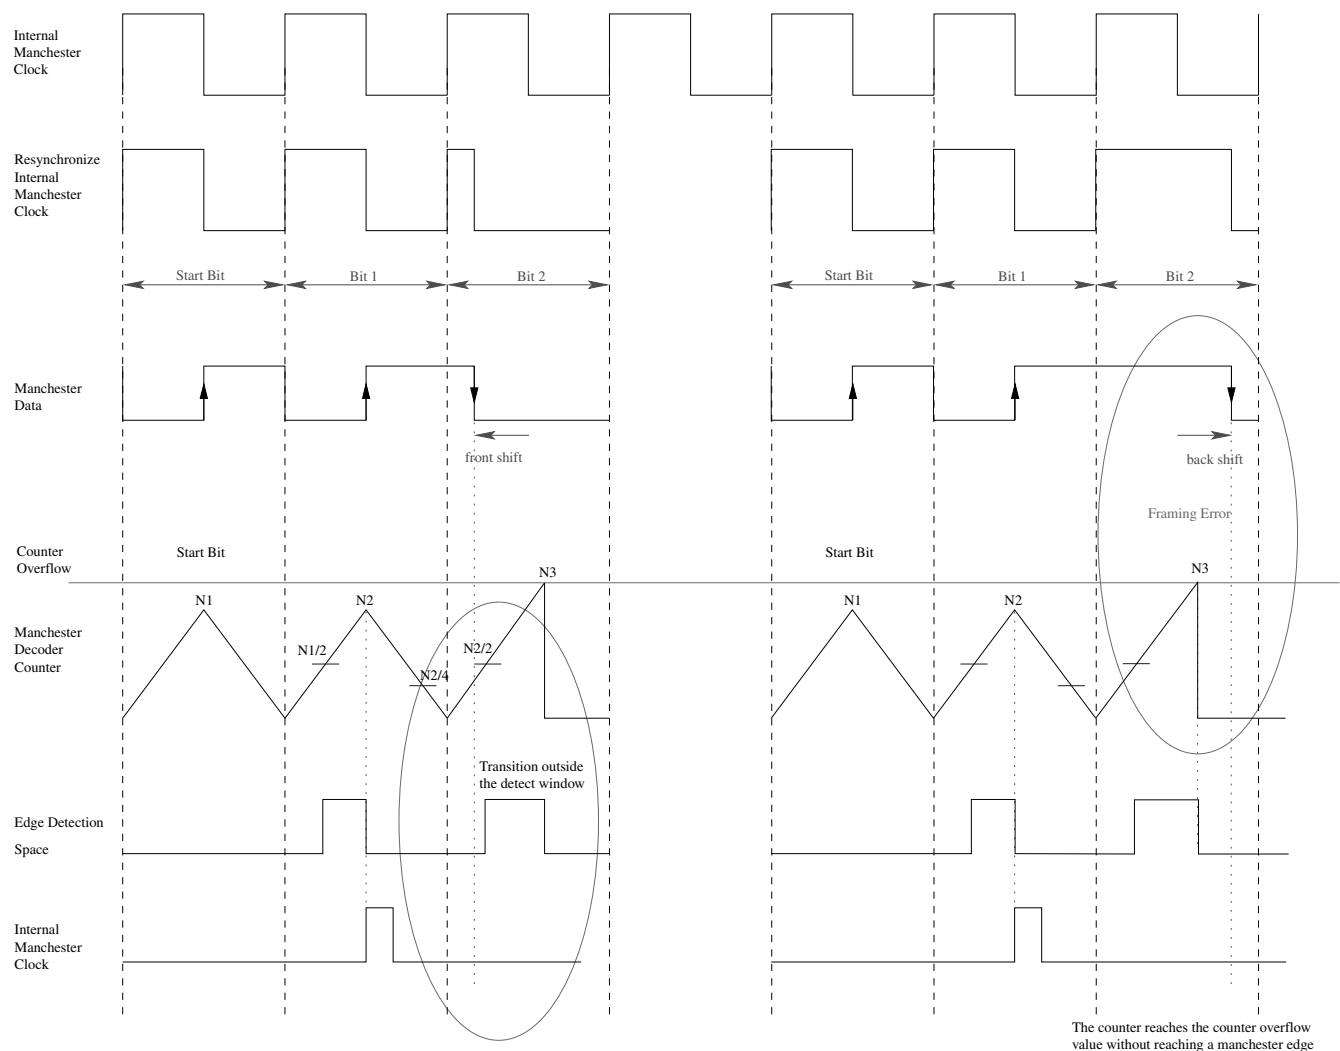 Internal
Manchester
Clock
Resynchronize
Internal
Manchester
Clock
Start Bit
Bit 1
Bit 2
Start Bit
Bit 1
Bit 2
Manchester
Data
front shift
back shift
Framing Error
Counter
Overflow
Start Bit
Start Bit
N3
N3
N1
N2
N1
N2
Manchester
Decoder
Counter
N1/2
N2/4
N2/2
Transition outside
the detect window
Edge Detection
Space
Internal
Manchester
Clock
The counter reaches the counter overflow
value without reaching a manchester edge